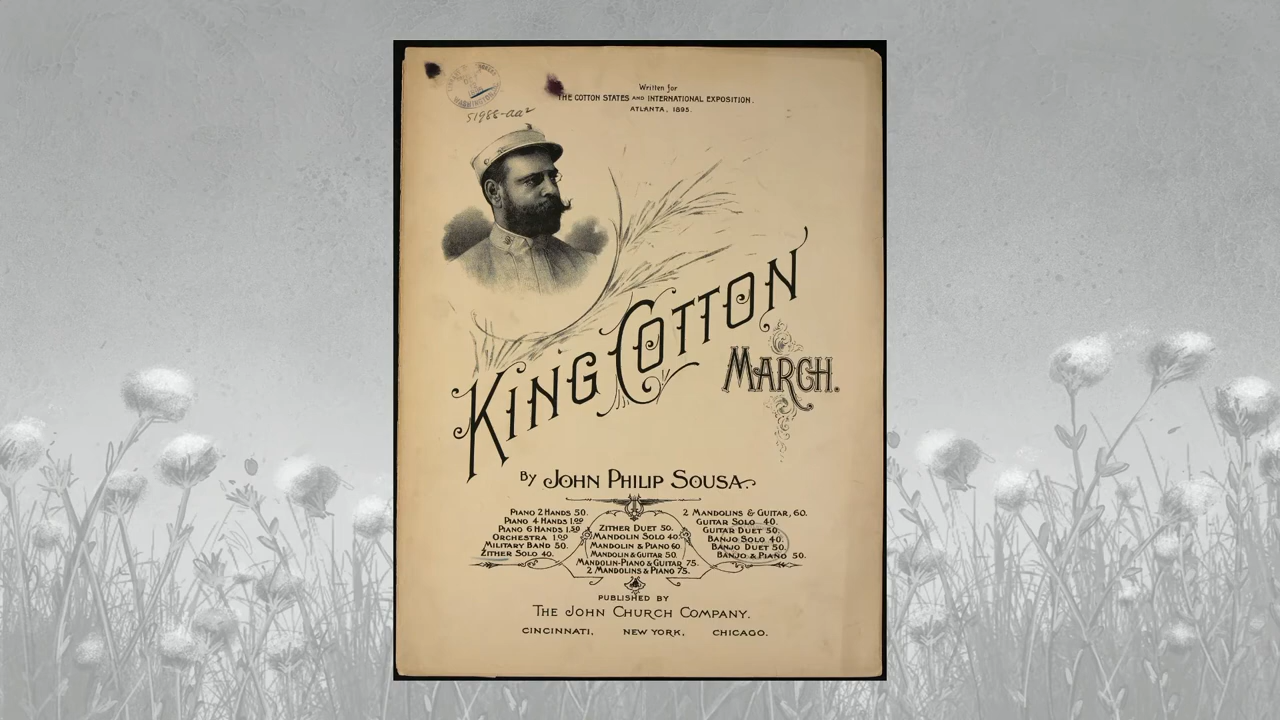 Written for
THE COTTON STATES AND INTERNATIONAL EXPOSITION.
ATLANTA, 1895.
51988-aa²
KING COTTON
MARCH.
BY JOHN PHILIP SOUSA.
PIANO 2 HANDS 50.
PIANO 4 HANDS 1.00
PIANO 6 HANDS 1.50
ORCHESTRA 1.00
MILITARY BAND 50.
ZITHER SOLO 40.
ZITHER DUET 50.
MANDOLIN SOLO 40.
MANDOLIN & PIANO 60.
MANDOLIN & GUITAR 50.
MANDOLIN-PIANO & GUITAR 75.
2 MANDOLINS & PIANO 75.
2 MANDOLINS & GUITAR, 60.
GUITAR SOLO 40.
GUITAR DUET 50.
BANJO SOLO 40.
BANJO DUET 50.
BANJO & PIANO 50.
PUBLISHED BY
THE JOHN CHURCH COMPANY.
CINCINNATI, NEW YORK, CHICAGO.